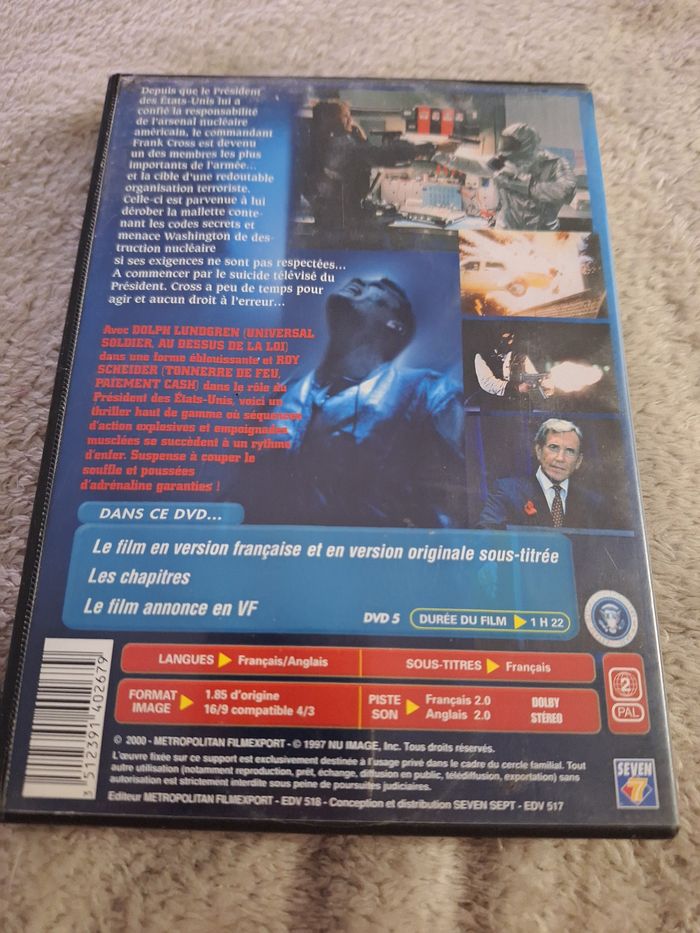 Depuis que le Président
des États-Unis lui a
confié la responsabilité
de l'arsenal nucléaire
américain, le commandant
Frank Cross est devenu
un des membres les plus
importants de l'armée...
et la cible d'une redoutable
organisation terroriste.
Celle-ci est parvenue à lui
dérober la mallette conte-
nant les codes secrets et
menace Washington de des-
truction nucléaire
si ses exigences ne sont pas respectées...
A commencer par le suicide télévisé du
Président. Cross a peu de temps pour
agir et aucun droit à l'erreur...
Avec DOLPH LUNDGREN (UNIVERSAL
SOLDIER, AU DESSUS DE LA LOI)
dans une forme éblouissante et ROY
SCHEIDER (TONNERRE DE FEU,
PAIEMENT CASH) dans le rôle du
Président des États-Unis, voici un
thriller haut de gamme où séquences
d'action explosives et empoignades
musclées se succèdent à un rythme
d'enfer. Suspense à couper le
souffle et poussées
d'adrénaline garanties !
DANS CE DVD...
Le film en version française et en version originale sous-titrée
Les chapitres
Le film annonce en VF
DVD 5 DURÉE DU FILM 1 H 22
LANGUES Français/Anglais
SOUS-TITRES Français
FORMAT IMAGE 1.85 d'origine
16/9 compatible 4/3
PISTE SON Français 2.0
Anglais 2.0
DOLBY
STÉRÉO
2
PAL
3 512391 402679
© 2000 - METROPOLITAN FILMEXPORT - © 1997 NU IMAGE, Inc. Tous droits réservés.
L'œuvre fixée sur ce support est exclusivement destinée à l'usage privé dans le cadre du cercle familial. Tout
autre utilisation (notamment reproduction, prêt, échange, diffusion en public, télédiffusion, exportation) sans
autorisation est strictement interdite sous peine de poursuites judiciaires.
Editeur METROPOLITAN FILMEXPORT - EDV 518 - Conception et distribution SEVEN SEPT - EDV 517
SEVEN
7